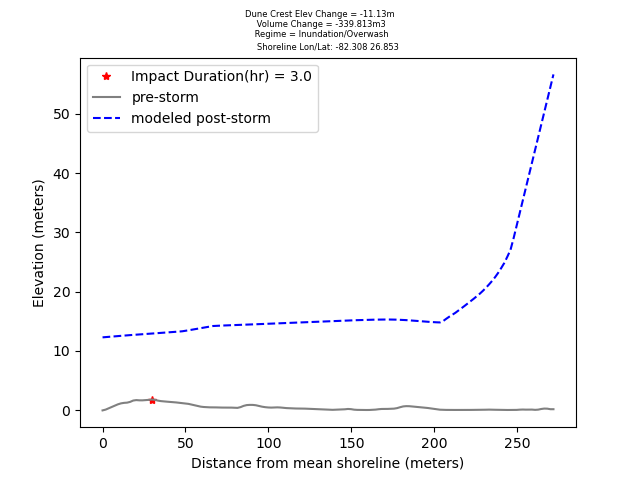 Dune Crest Elev Change = -11.13m
Volume Change = -339.813m3
Regime = Inundation/Overwash
Shoreline Lon/Lat: -82.308 26.853
Impact Duration(hr) = 3.0
pre-storm
modeled post-storm
Elevation (meters)
50
40
30
20
10
0
0 50 100 150 200 250
Distance from mean shoreline (meters)